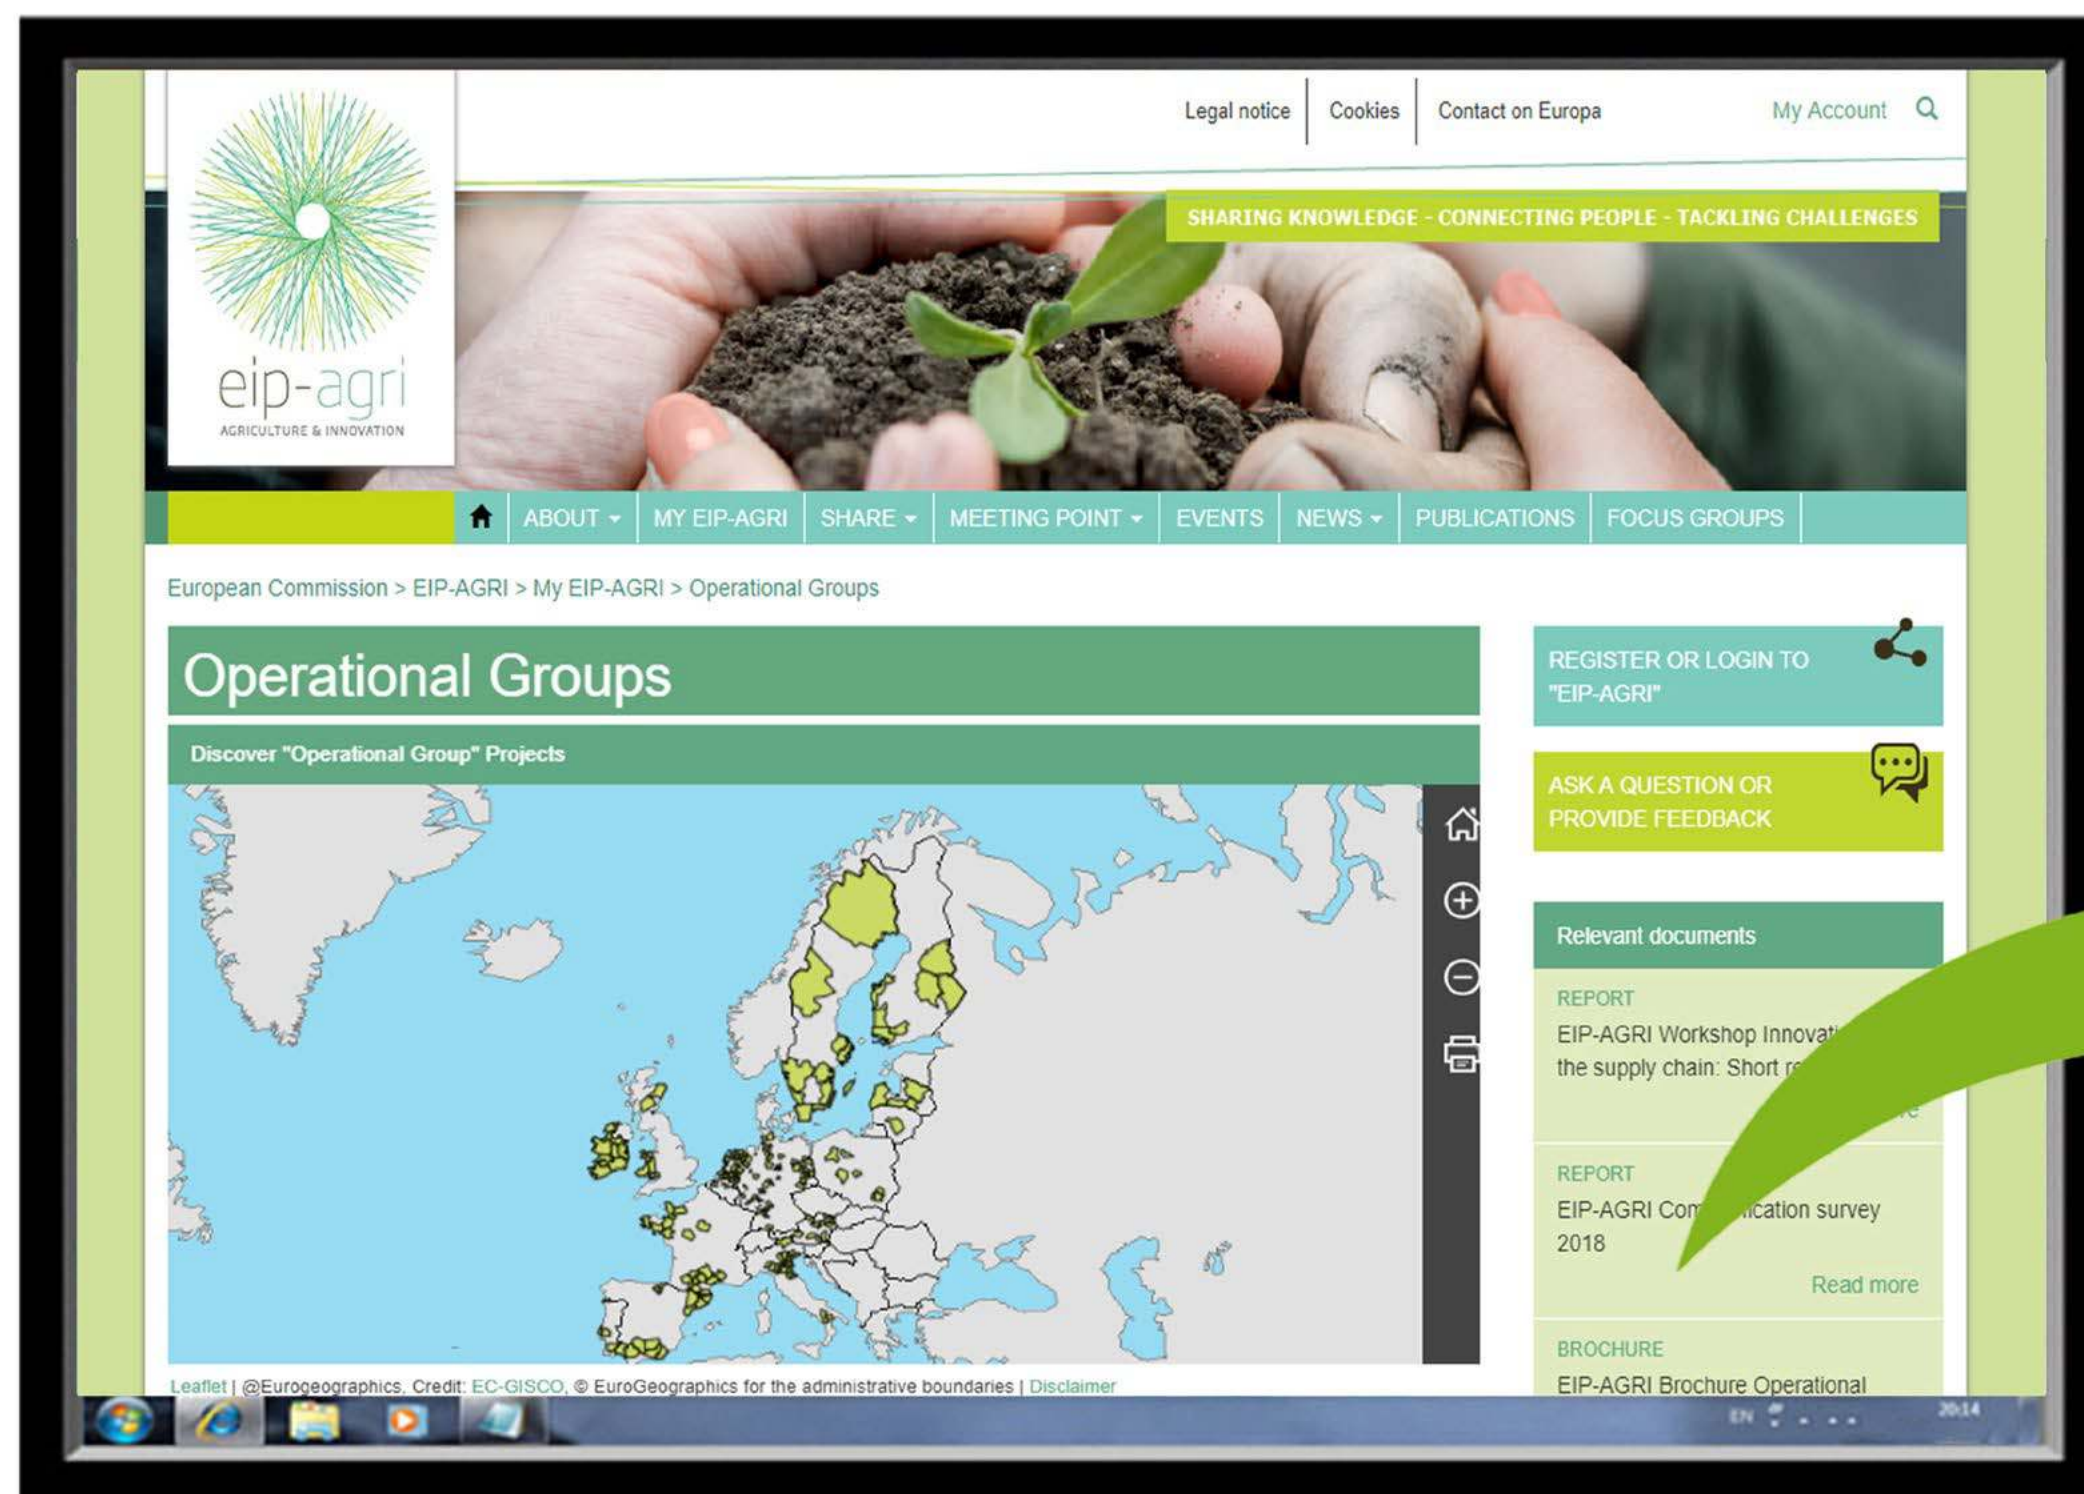 Legal notice
Cookies
Contact on Europa
My Account
SHARING KNOWLEDGE - CONNECTING PEOPLE - TACKLING CHALLENGES
eip-agri
AGRICULTURE & INNOVATION
ABOUT
MY EIP-AGRI
SHARE
MEETING POINT
EVENTS
NEWS
PUBLICATIONS
FOCUS GROUPS
European Commission > EIP-AGRI > My EIP-AGRI > Operational Groups
Operational Groups
Discover "Operational Group" Projects
Leaflet | @Eurogeographics, Credit: EC-GISCO, © EuroGeographics for the administrative boundaries | Disclaimer
REGISTER OR LOGIN TO
"EIP-AGRI"
ASK A QUESTION OR
PROVIDE FEEDBACK
Relevant documents
REPORT
EIP-AGRI Workshop
the supply chain: Short
REPORT
EIP-AGRI survey
2018
Read more
BROCHURE
EIP-AGRI Brochure Operational
EN
20:14